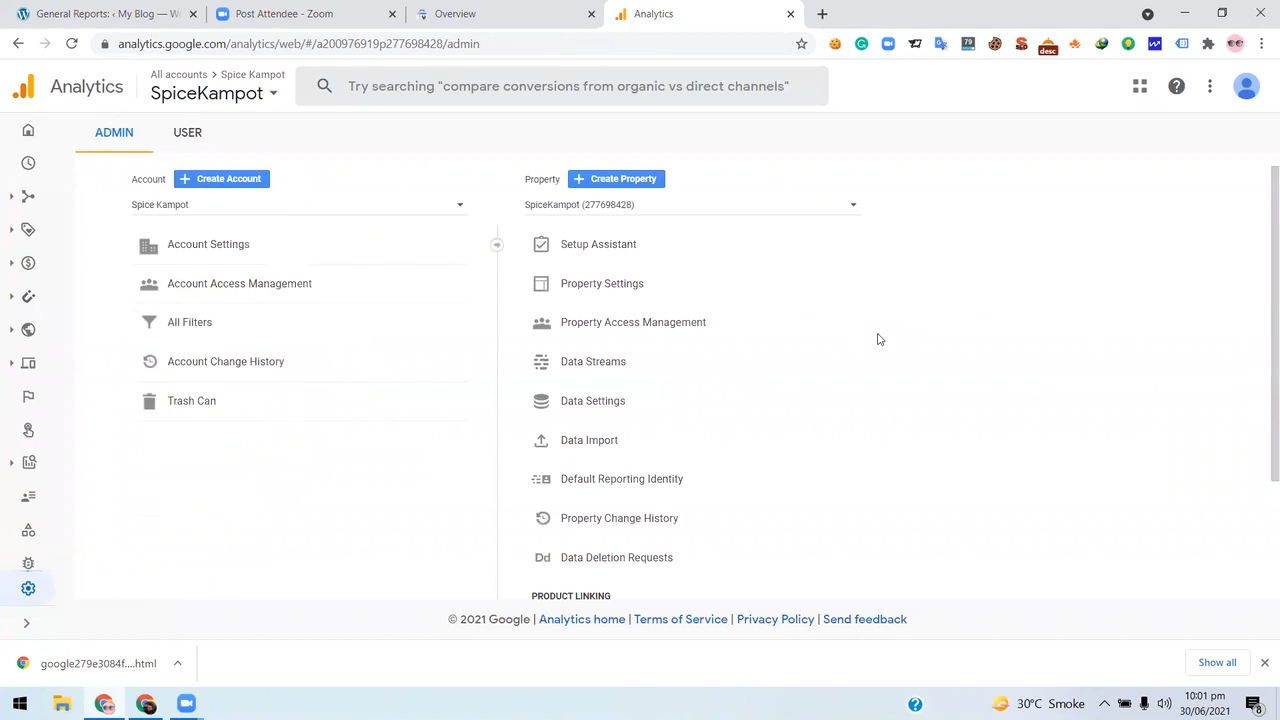 General Reports: ‹ My Blog — W
Post Attendee - Zoom
Overview
Analytics
analytics.google.com/analytics/web/#/a200676919p277698428/admin
79
desc
Analytics
All accounts > Spice Kampot
SpiceKampot
Try searching "compare conversions from organic vs direct channels"
ADMIN
USER
Account
Create Account
Spice Kampot
Account Settings
Account Access Management
All Filters
Account Change History
Trash Can
Property
Create Property
SpiceKampot (277698428)
Setup Assistant
Property Settings
Property Access Management
Data Streams
Data Settings
Data Import
Default Reporting Identity
Property Change History
Dd Data Deletion Requests
PRODUCT LINKING
© 2021 Google | Analytics home | Terms of Service | Privacy Policy | Send feedback
google279e3084f....html
Show all
30°C Smoke
10:01 pm
30/06/2021
8